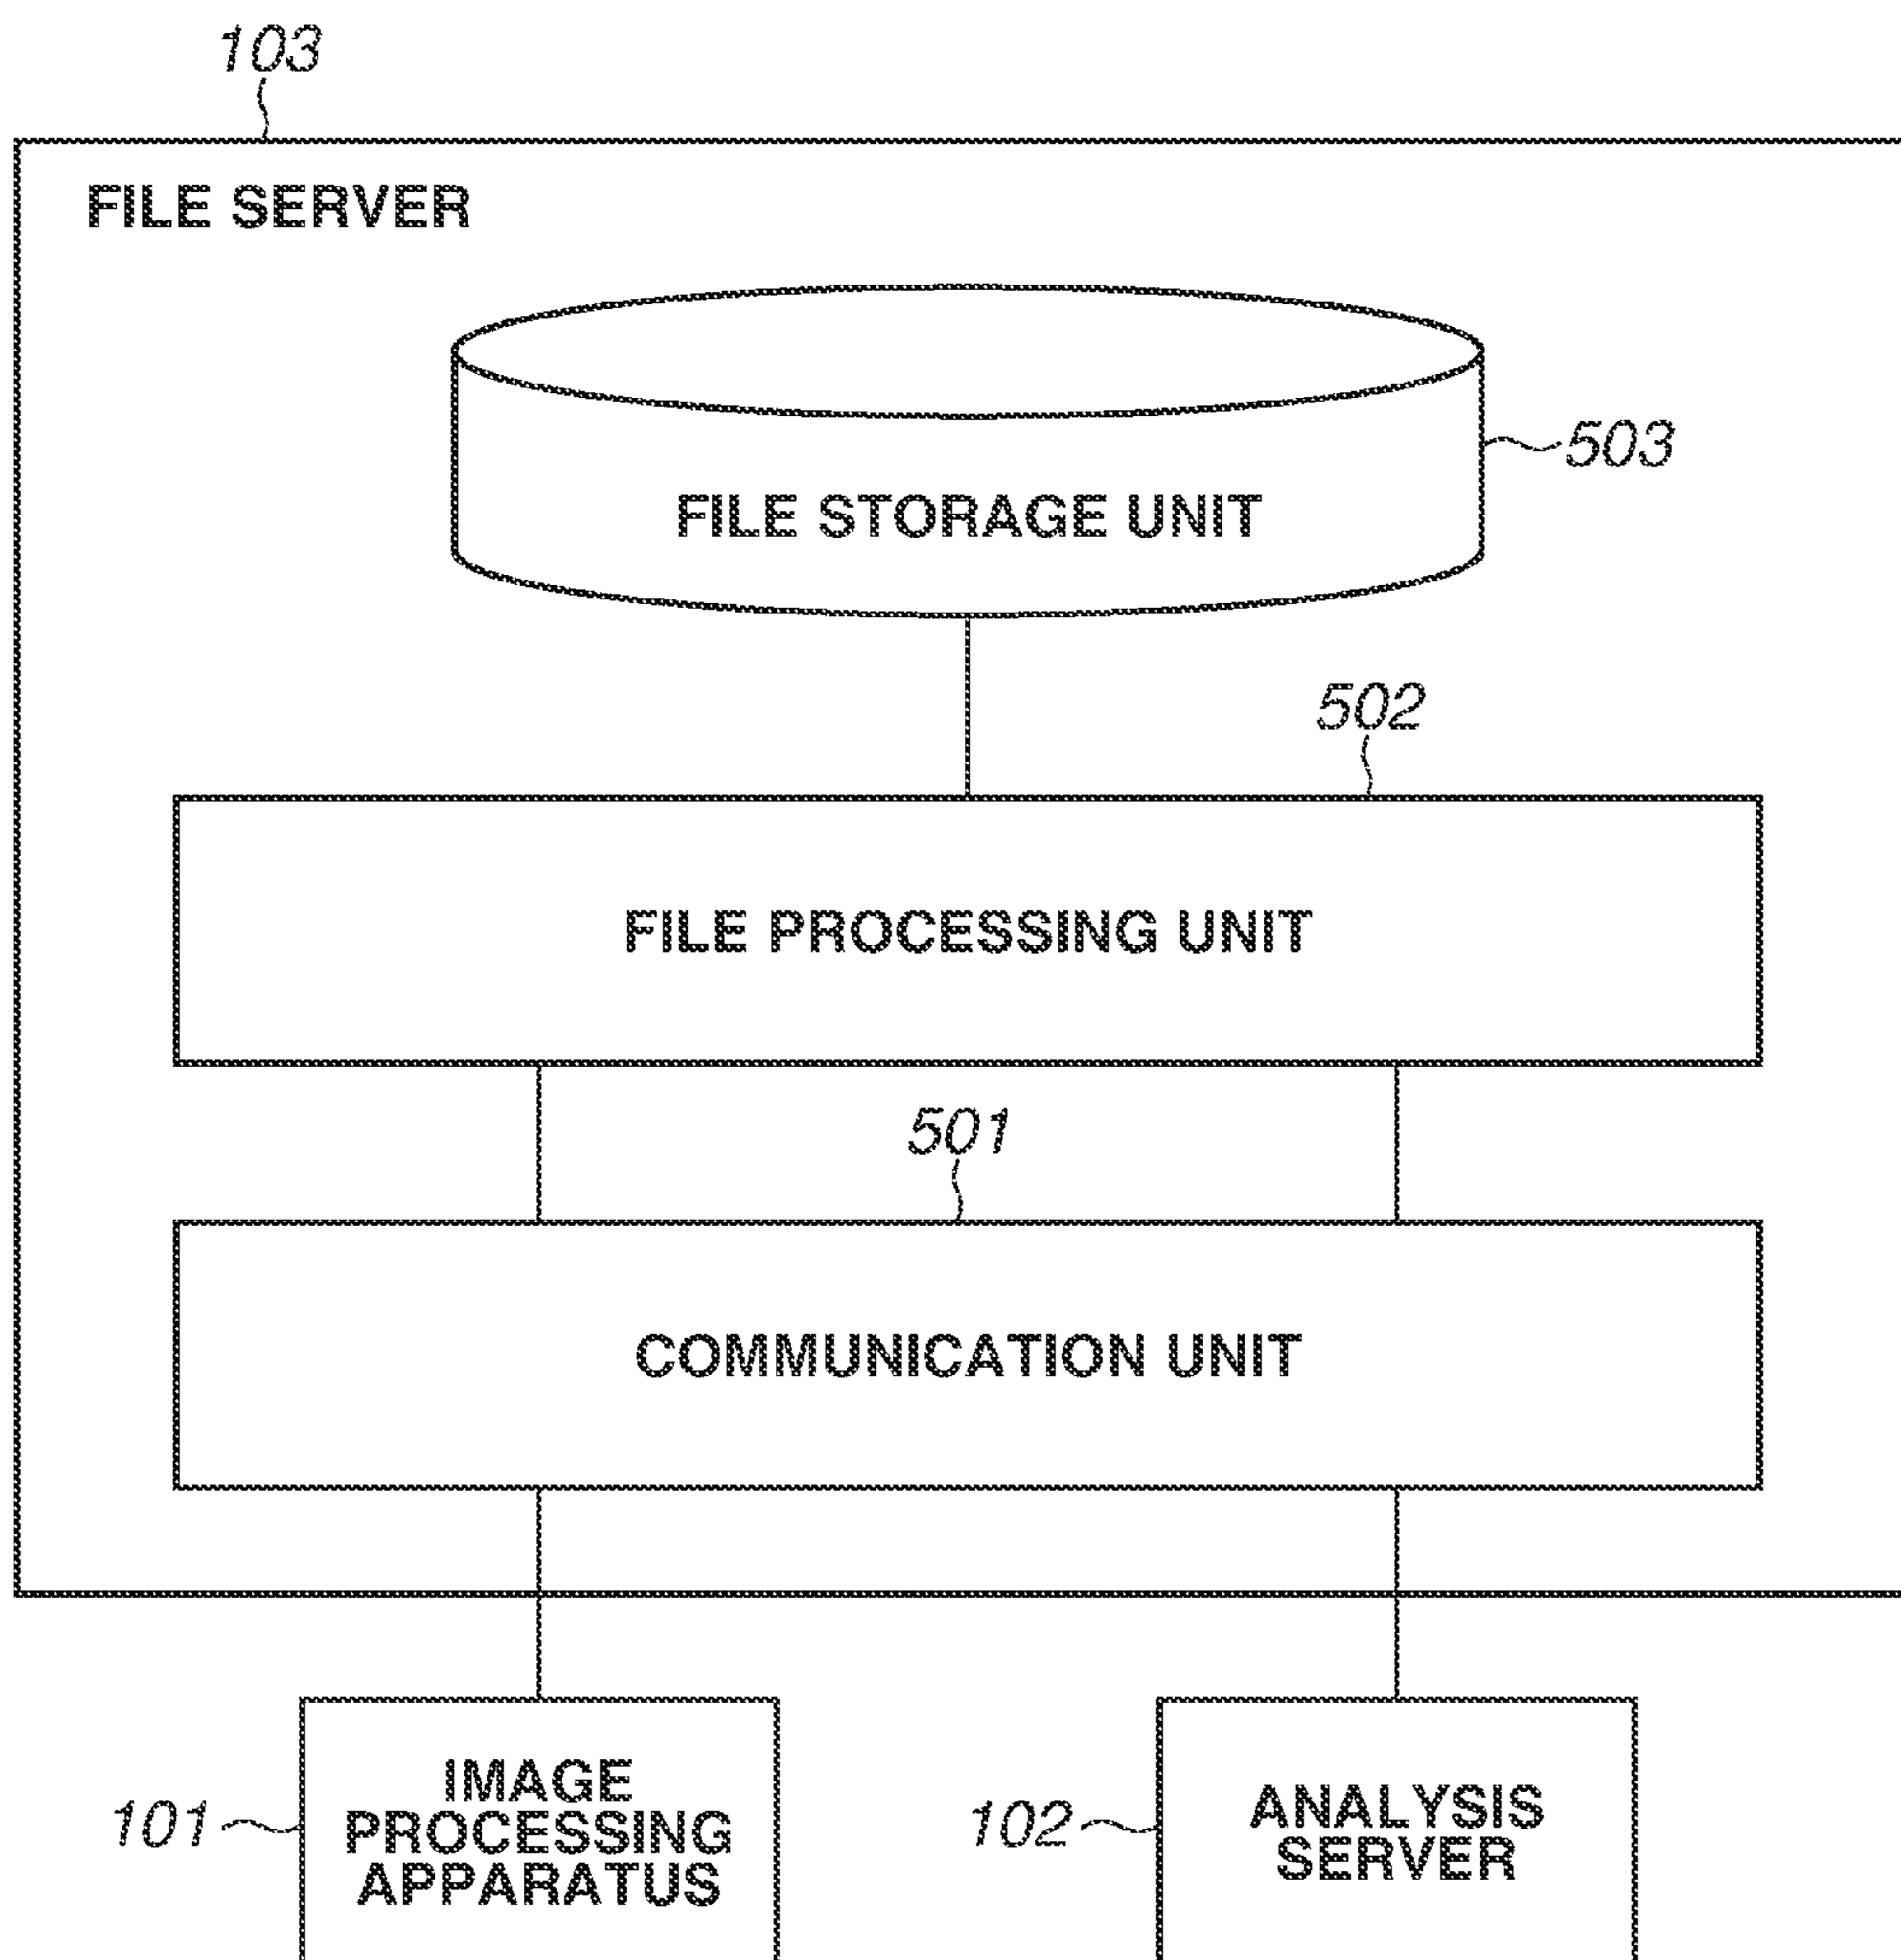 103
FILE SERVER
503
FILE STORAGE UNIT
502
FILE PROCESSING UNIT
501
COMMUNICATION UNIT
101
IMAGE
PROCESSING
APPARATUS
102
ANALYSIS
SERVER